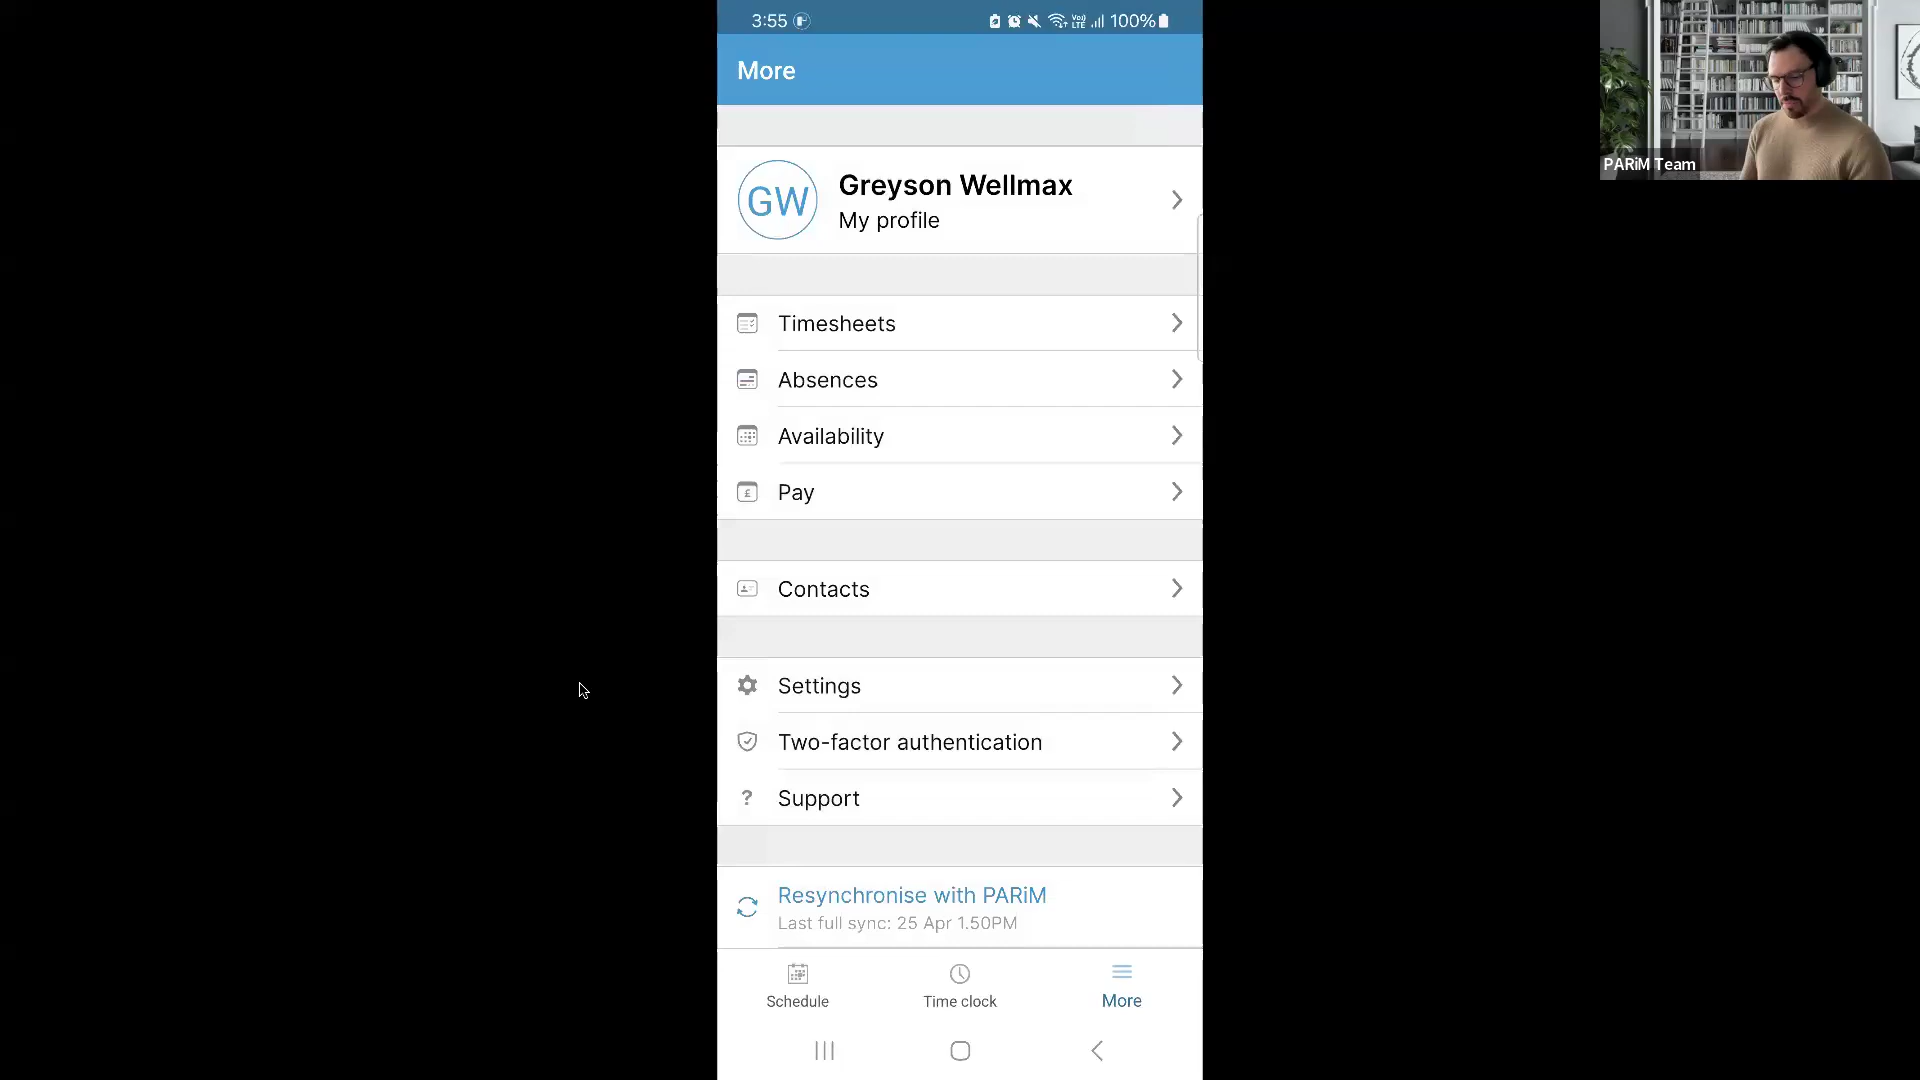 3:55
VoLTE
100%
More
GW
Greyson Wellmax
My profile
Timesheets
Absences
Availability
£
Pay
Contacts
Settings
Two-factor authentication
?
Support
Resynchronise with PARiM
Last full sync: 25 Apr 1.50PM
Schedule
Time clock
More
PARiM Team